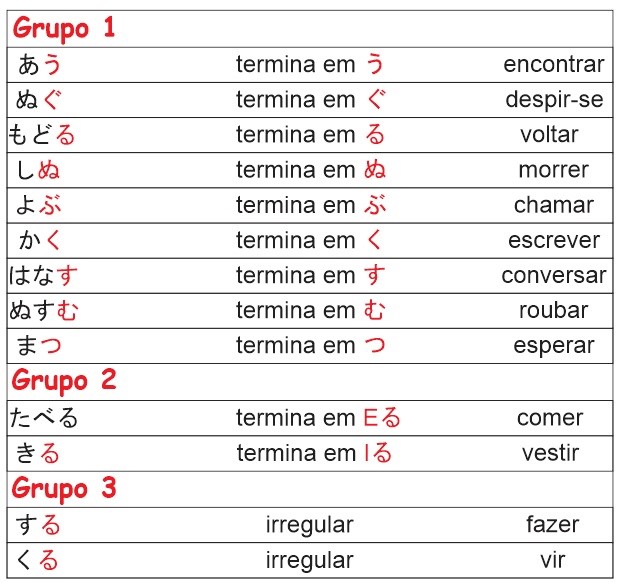 Grupo 1
あう termina em う encontrar
ぬぐ termina em ぐ despir-se
もどる termina em る voltar
しぬ termina em ぬ morrer
よぶ termina em ぶ chamar
かく termina em く escrever
はなす termina em す conversar
ぬすむ termina em む roubar
まつ termina em つ esperar
Grupo 2
たべる termina em Eる comer
きる termina em Iる vestir
Grupo 3
する irregular fazer
くる irregular vir